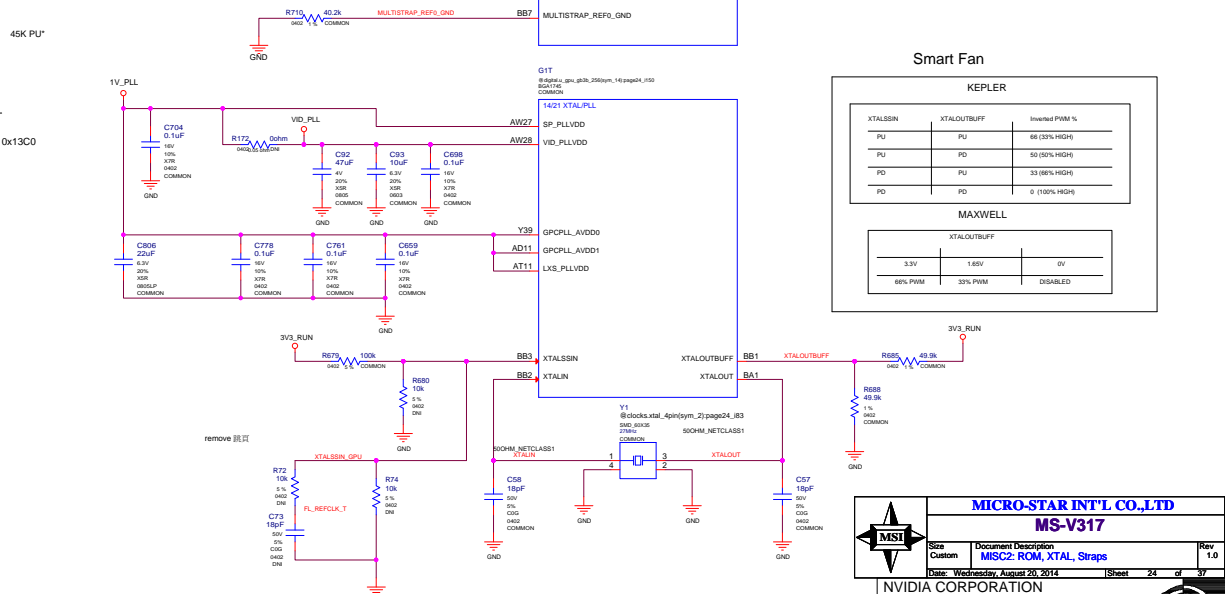 R710 40.2k
0402 1 % COMMON
MULTISTRAP_REF0_GND
BB7 MULTISTRAP_REF0_GND
GND
45K PU*
0x13C0
1V_PLL
C704
0.1uF
16V
10%
X7R
0402
COMMON
GND
R172 0ohm
VID_PLL
C92
47uF
4V
20%
X5R
0805
COMMON
GND
C93
10uF
6.3V
20%
X5R
0603
COMMON
GND
C698
0.1uF
16V
10%
X7R
0402
COMMON
GND
G1T
@digital.u_gpu_gb3b_256(sym_14):page24_i150
BGA1745
COMMON
14/21 XTAL/PLL
AW27 SP_PLLVDD
AW28 VID_PLLVDD
Y39 GPCPLL_AVDD0
AD11 GPCPLL_AVDD1
AT11 LXS_PLLVDD
BB3 XTALSSIN
BB2 XTALIN
XTALOUTBUFF BB1
XTALOUT BA1
C806
22uF
6.3V
20%
X5R
0805LP
COMMON
C778
0.1uF
16V
10%
X7R
0402
COMMON
C761
0.1uF
16V
10%
X7R
0402
COMMON
C659
0.1uF
16V
10%
X7R
0402
COMMON
GND
3V3_RUN
R679 100k
0402 5 % COMMON
R680
10k
5 %
0402
DNI
GND
remove 跳頁
XTALSSIN_GPU
R72
10k
5 %
0402
DNI
FL_REFCLK_T
C73
18pF
50V
5%
C0G
0402
DNI
R74
10k
5 %
0402
DNI
Y1
@clocks.xtal_4pin(sym_2):page24_i83
SMD_60X35
27MHz
COMMON
50OHM_NETCLASS1
50OHM_NETCLASS1
XTALIN
1
4
3
2
XTALOUT
GND
GND
C58
18pF
50V
5%
C0G
0402
COMMON
GND
C57
18pF
50V
5%
C0G
0402
COMMON
GND
XTALOUTBUFF
R685 49.9k
0402 1 % COMMON
3V3_RUN
R688
49.9k
1 %
0402
COMMON
GND
Smart Fan
KEPLER
XTALSSIN XTALOUTBUFF Inverted PWM %
PU PU 66 (33% HIGH)
PU PD 50 (50% HIGH)
PD PU 33 (66% HIGH)
PD PD 0 (100% HIGH)
MAXWELL
XTALOUTBUFF
3.3V 1.65V 0V
66% PWM 33% PWM DISABLED
MSI
MICRO-STAR INT'L CO.,LTD
MS-V317
Size
Custom
Document Description
MISC2: ROM, XTAL, Straps
Rev
1.0
Date: Wednesday, August 20, 2014 Sheet 24 of 37
NVIDIA CORPORATION